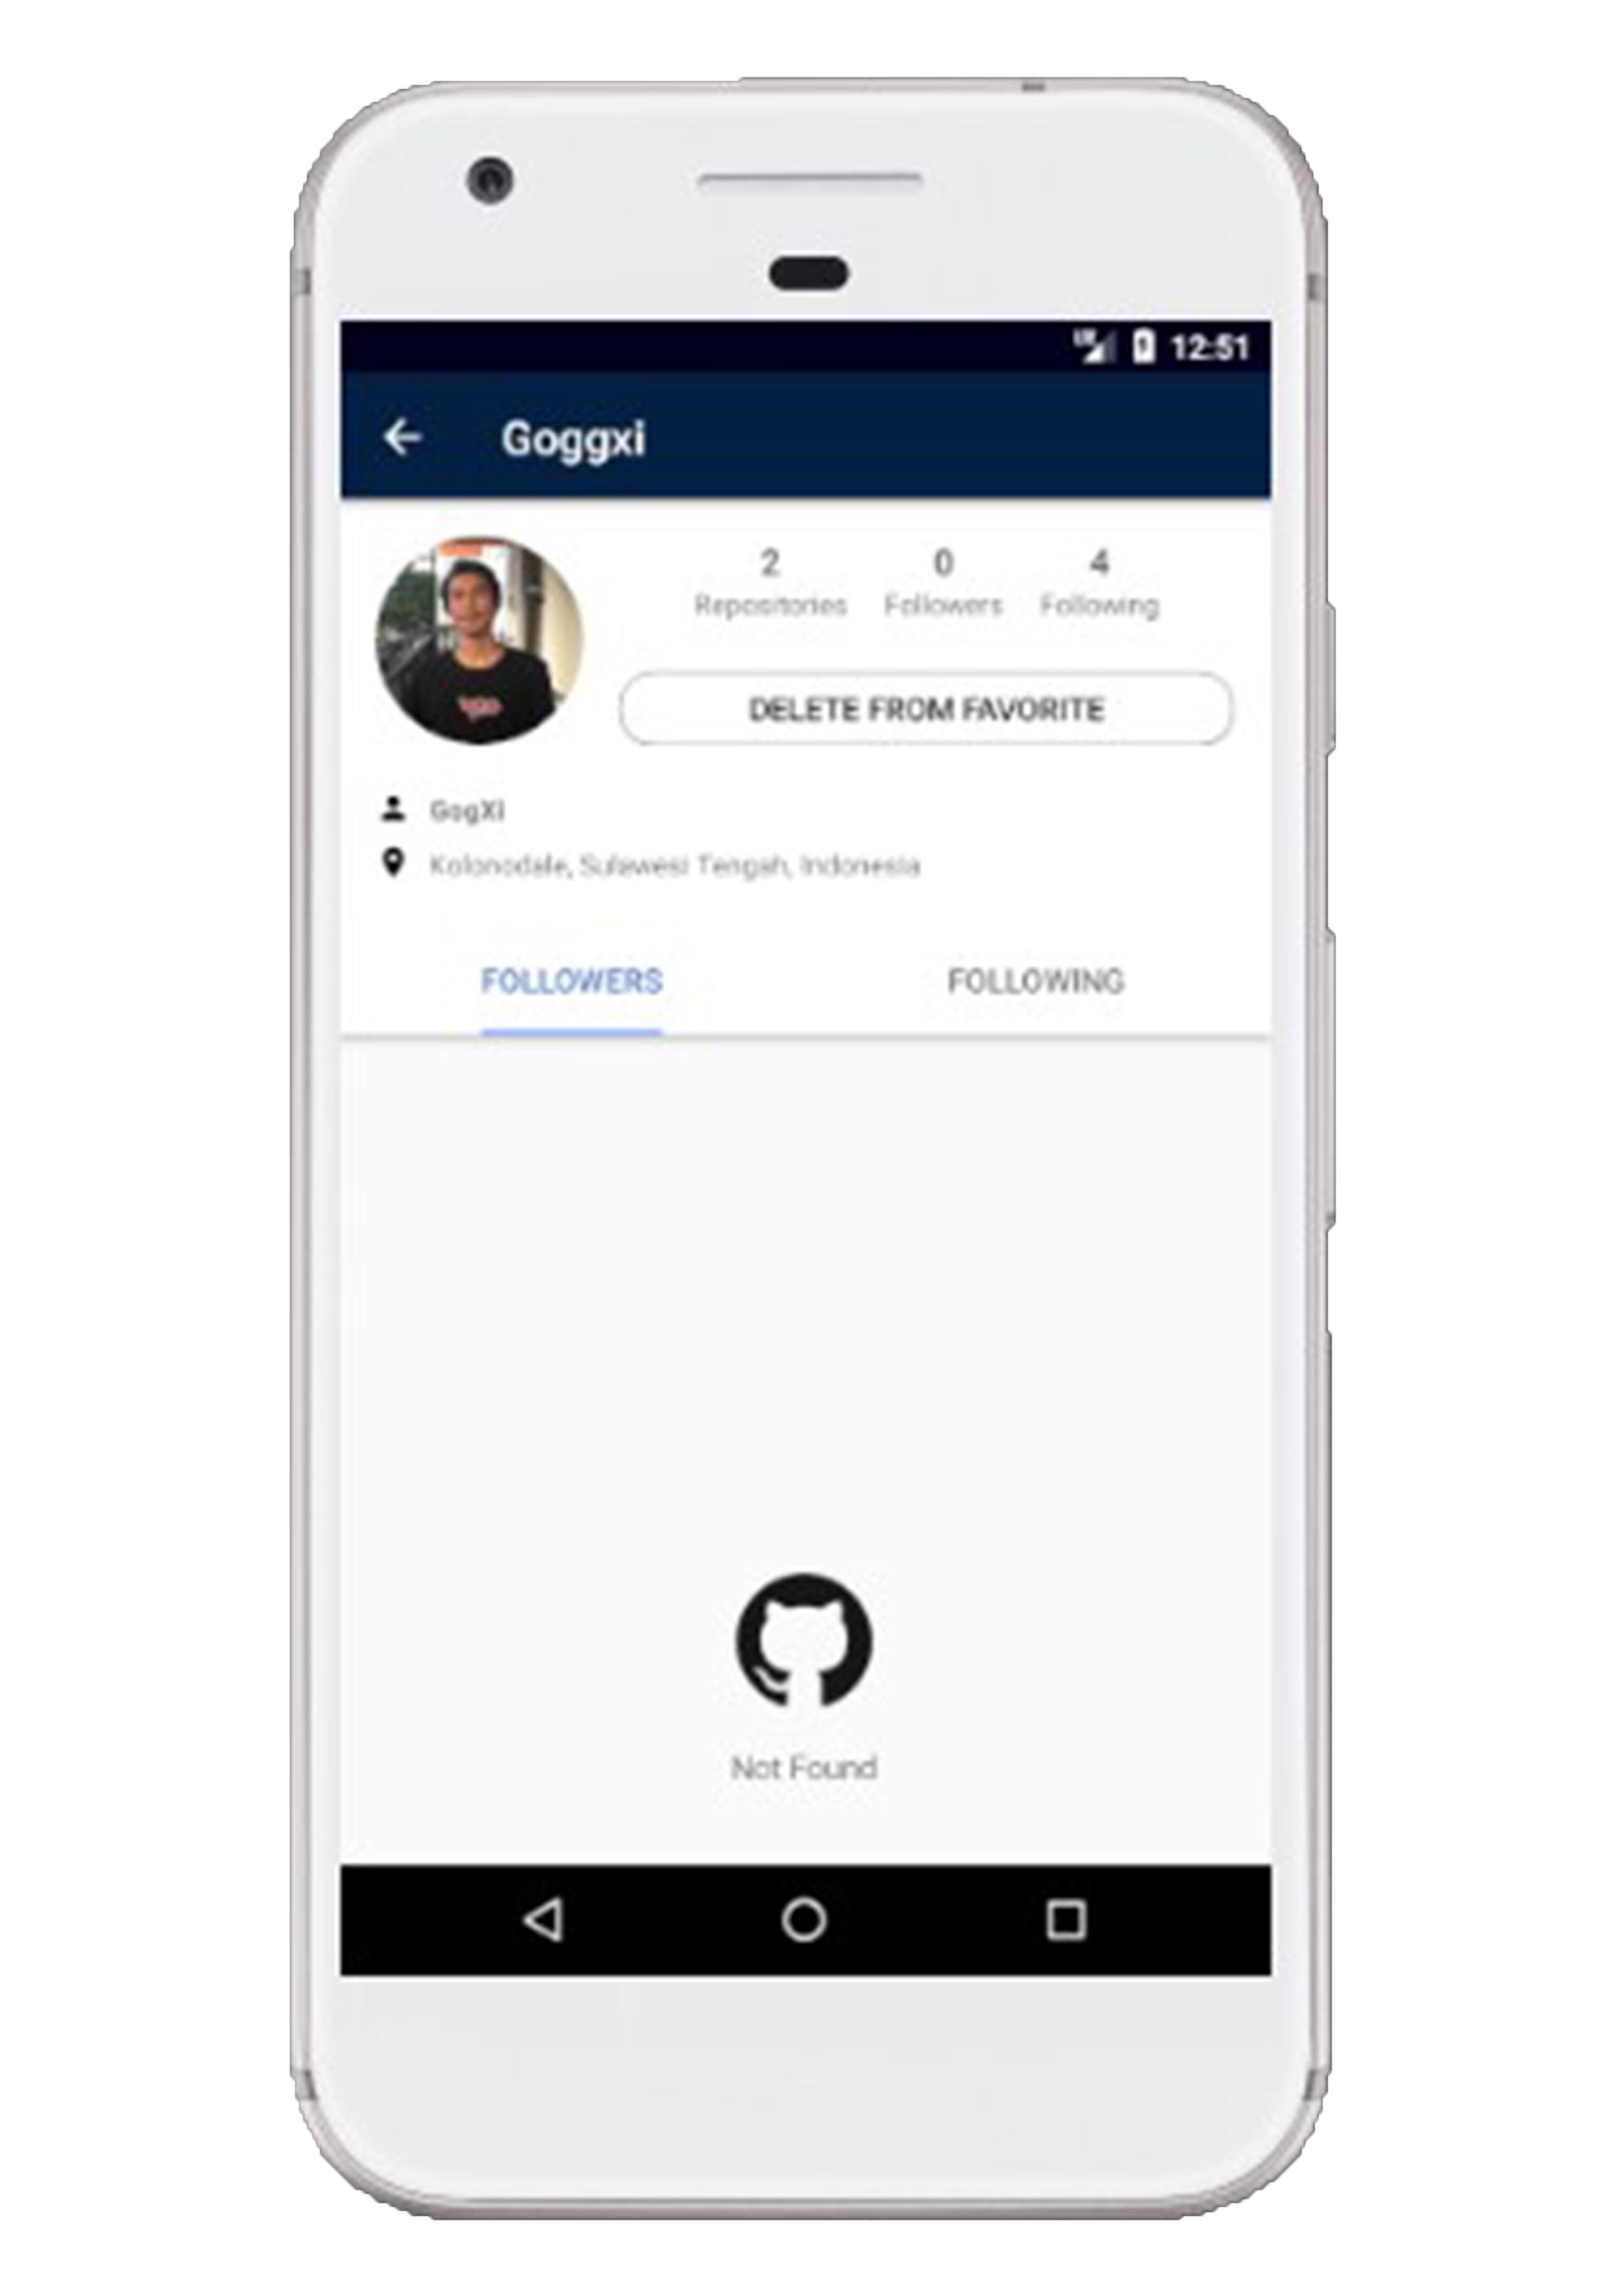 12:51
Goggxi
2 0 4
Repositories Followers Following
DELETE FROM FAVORITE
GogXi
Kolonodale, Sulawesi Tengah, Indonesia
FOLLOWERS FOLLOWING
Not Found